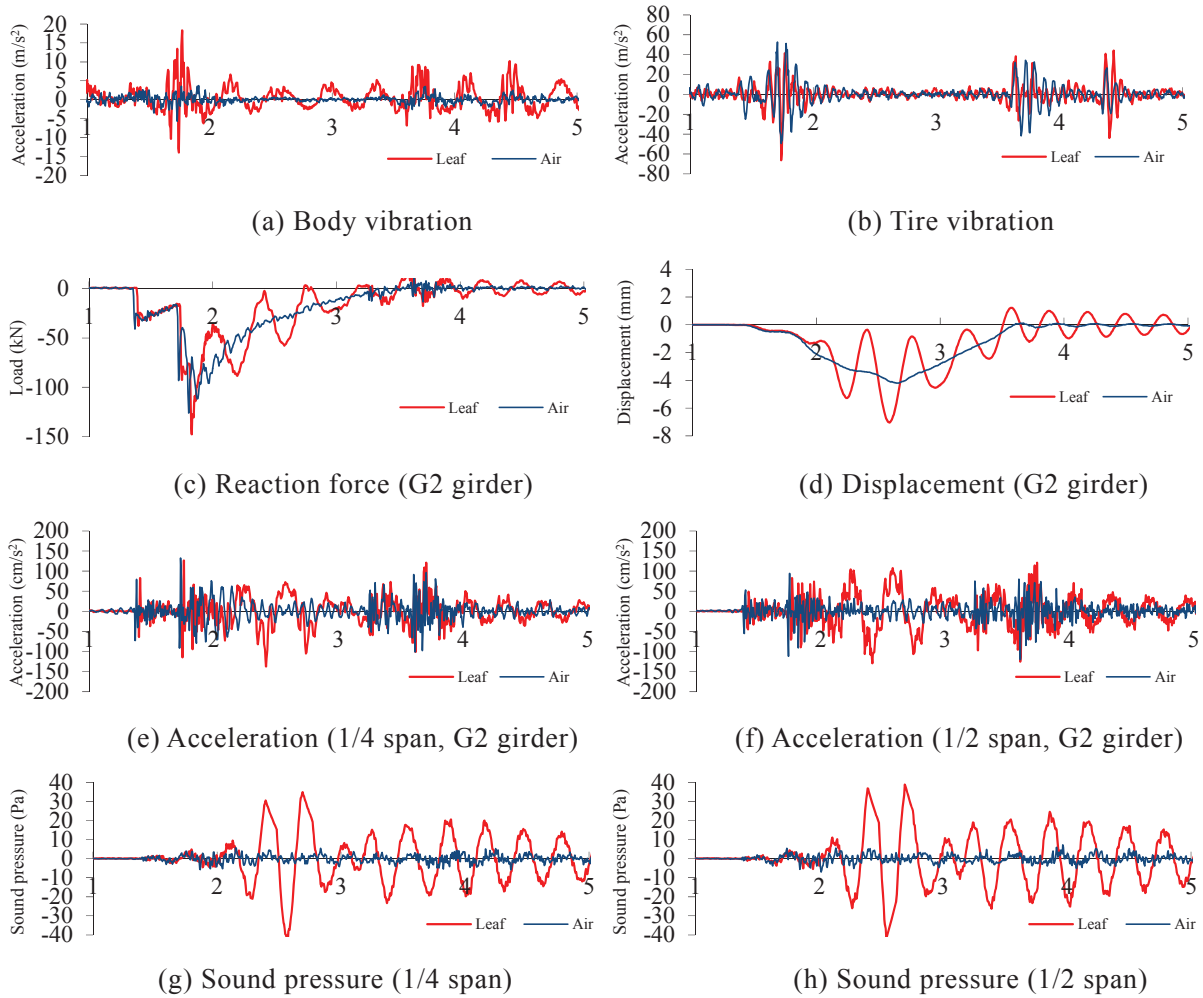 Acceleration (m/s²)
20
15
10
5
0
-5
-10
-15
-20
1 2 3 4 5
Leaf Air
(a) Body vibration
Acceleration (m/s²)
80
60
40
20
0
-20
-40
-60
-80
1 2 3 4 5
Leaf Air
(b) Tire vibration
Load (kN)
0
-50
-100
-150
1 2 3 4 5
Leaf Air
(c) Reaction force (G2 girder)
Displacement (mm)
4
2
0
-2
-4
-6
-8
1 2 3 4 5
Leaf Air
(d) Displacement (G2 girder)
Acceleration (cm/s²)
200
150
100
50
0
-50
-100
-150
-200
1 2 3 4 5
Leaf Air
(e) Acceleration (1/4 span, G2 girder)
Acceleration (cm/s²)
200
150
100
50
0
-50
-100
-150
-200
1 2 3 4 5
Leaf Air
(f) Acceleration (1/2 span, G2 girder)
Sound pressure (Pa)
40
30
20
10
0
-10
-20
-30
-40
1 2 3 4 5
Leaf Air
(g) Sound pressure (1/4 span)
Sound pressure (Pa)
40
30
20
10
0
-10
-20
-30
-40
1 2 3 4 5
Leaf Air
(h) Sound pressure (1/2 span)